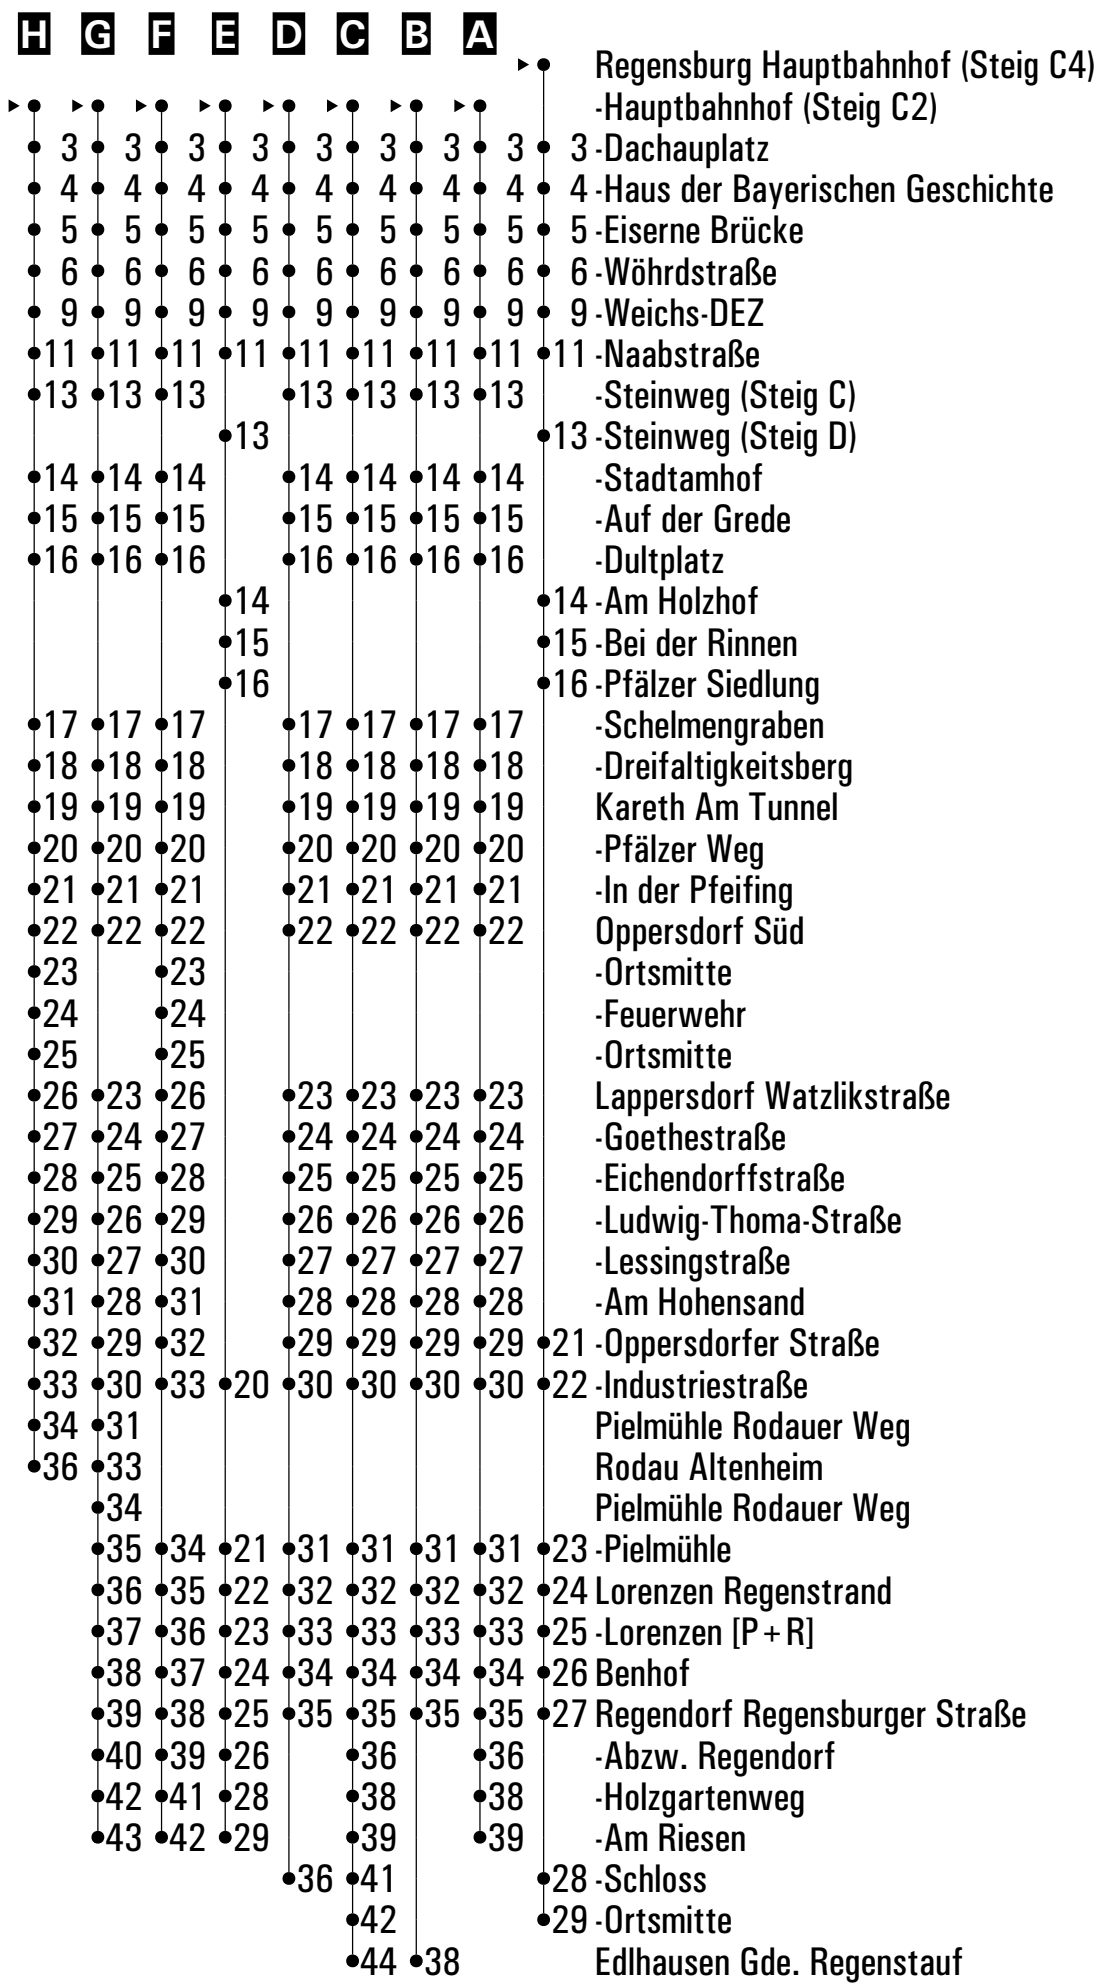 H G F E D C B A
Regensburg Hauptbahnhof (Steig C4)
-Hauptbahnhof (Steig C2)
3 3 3 3 3 3 3 3 3 -Dachauplatz
4 4 4 4 4 4 4 4 4 -Haus der Bayerischen Geschichte
5 5 5 5 5 5 5 5 5 -Eiserne Brücke
6 6 6 6 6 6 6 6 6 -Wöhrdstraße
9 9 9 9 9 9 9 9 9 -Weichs-DEZ
11 11 11 11 11 11 11 11 11 -Naabstraße
13 13 13 13 13 13 13 -Steinweg (Steig C)
13 13 -Steinweg (Steig D)
14 14 14 14 14 14 14 -Stadtamhof
15 15 15 15 15 15 15 -Auf der Grede
16 16 16 16 16 16 16 -Dultplatz
14 14 -Am Holzhof
15 15 -Bei der Rinnen
16 16 -Pfälzer Siedlung
17 17 17 17 17 17 17 -Schelmengraben
18 18 18 18 18 18 18 -Dreifaltigkeitsberg
19 19 19 19 19 19 19 Kareth Am Tunnel
20 20 20 20 20 20 20 -Pfälzer Weg
21 21 21 21 21 21 21 -In der Pfeifing
22 22 22 22 22 22 22 Oppersdorf Süd
23 23 -Ortsmitte
24 24 -Feuerwehr
25 25 -Ortsmitte
26 23 26 23 23 23 23 Lappersdorf Watzlikstraße
27 24 27 24 24 24 24 -Goethestraße
28 25 28 25 25 25 25 -Eichendorffstraße
29 26 29 26 26 26 26 -Ludwig-Thoma-Straße
30 27 30 27 27 27 27 -Lessingstraße
31 28 31 28 28 28 28 -Am Hohensand
32 29 32 29 29 29 29 21 -Oppersdorfer Straße
33 30 33 20 30 30 30 30 22 -Industriestraße
34 31 Pielmühle Rodauer Weg
36 33 Rodau Altenheim
34 Pielmühle Rodauer Weg
35 34 21 31 31 31 31 23 -Pielmühle
36 35 22 32 32 32 32 24 Lorenzen Regenstrand
37 36 23 33 33 33 33 25 -Lorenzen [P+R]
38 37 24 34 34 34 34 26 Benhof
39 38 25 35 35 35 35 27 Regendorf Regensburger Straße
40 39 26 36 36 -Abzw. Regendorf
42 41 28 38 38 -Holzgartenweg
43 42 29 39 39 -Am Riesen
36 41 28 -Schloss
42 29 -Ortsmitte
44 38 Edlhausen Gde. Regenstauf